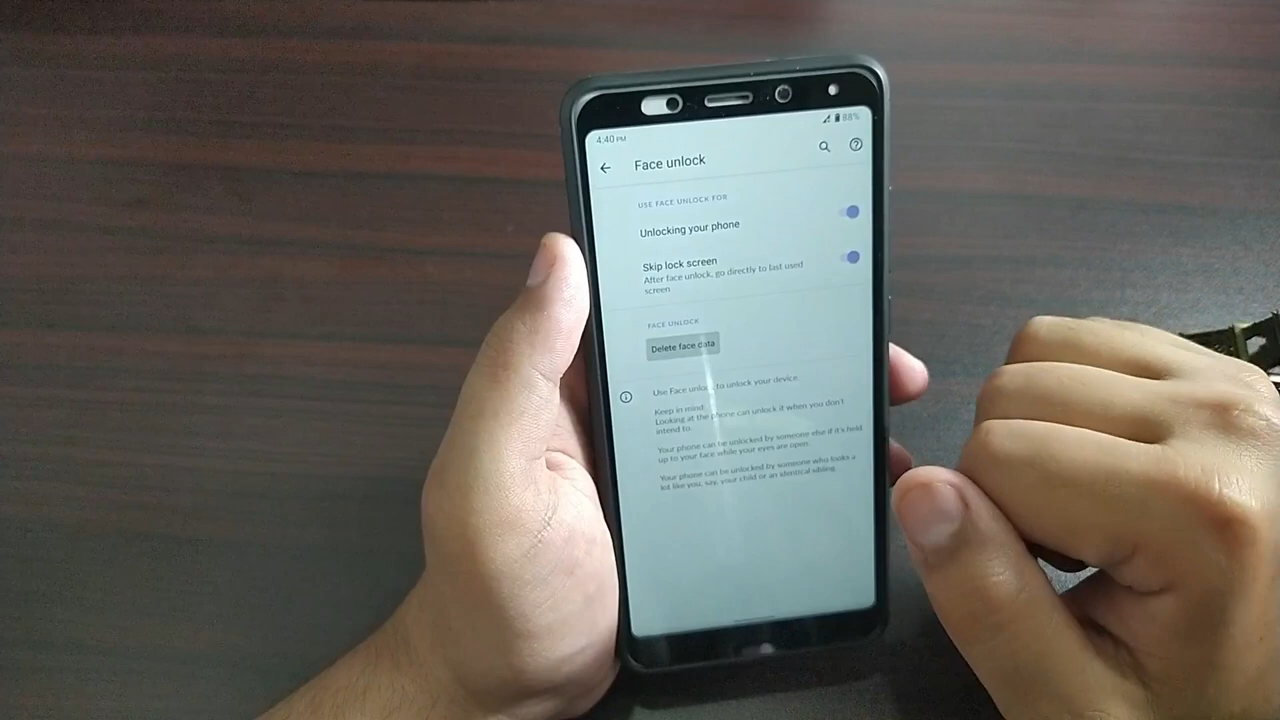 4:40 PM
88%
Face unlock
USE FACE UNLOCK FOR
Unlocking your phone
Skip lock screen
After face unlock, go directly to last used
screen
FACE UNLOCK
Delete face data
Use Face unlock to unlock your device
Keep in mind:
Looking at the phone can unlock it when you don't
intend to.
Your phone can be unlocked by someone else if it's held
up to your face while your eyes are open.
Your phone can be unlocked by someone who looks a
lot like you, say, your child or an identical sibling.